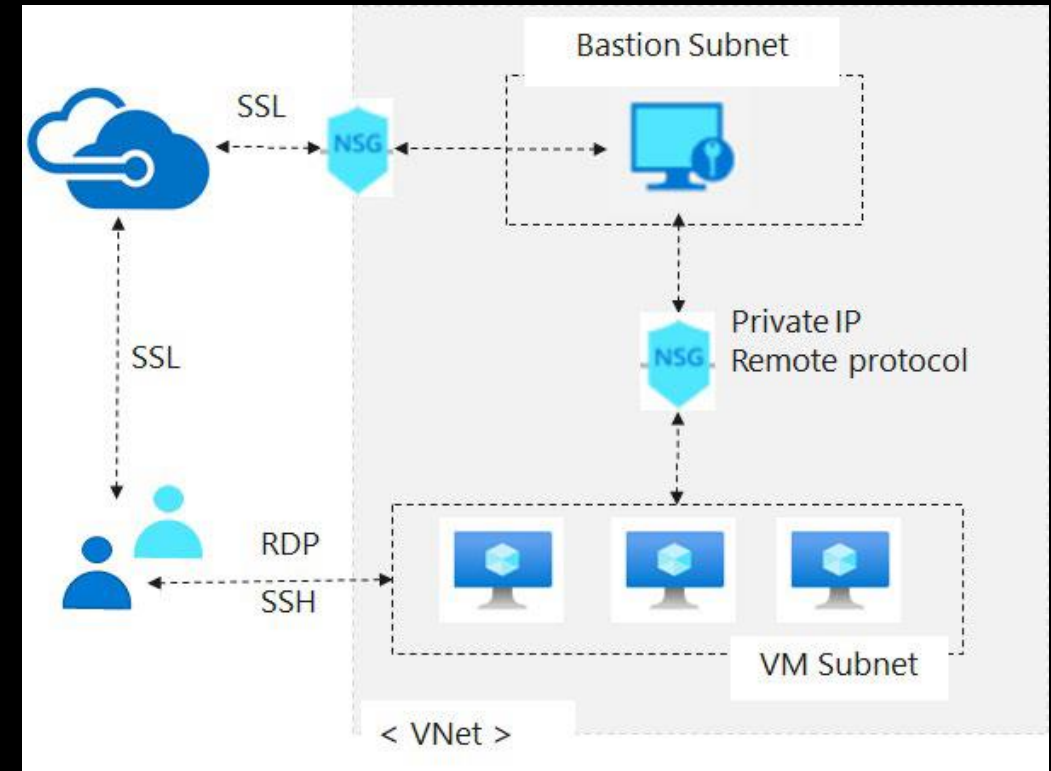 Bastion Subnet
SSL
NSG
Private IP
NSG
Remote protocol
SSL
RDP
SSH
VM Subnet
< VNet >